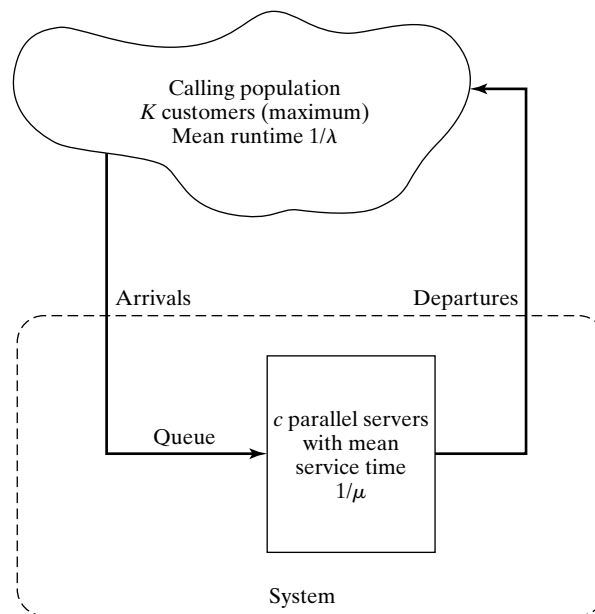 Calling population
K customers (maximum)
Mean runtime 1/λ
Arrivals
Departures
Queue
c parallel servers
with mean
service time
1/μ
System